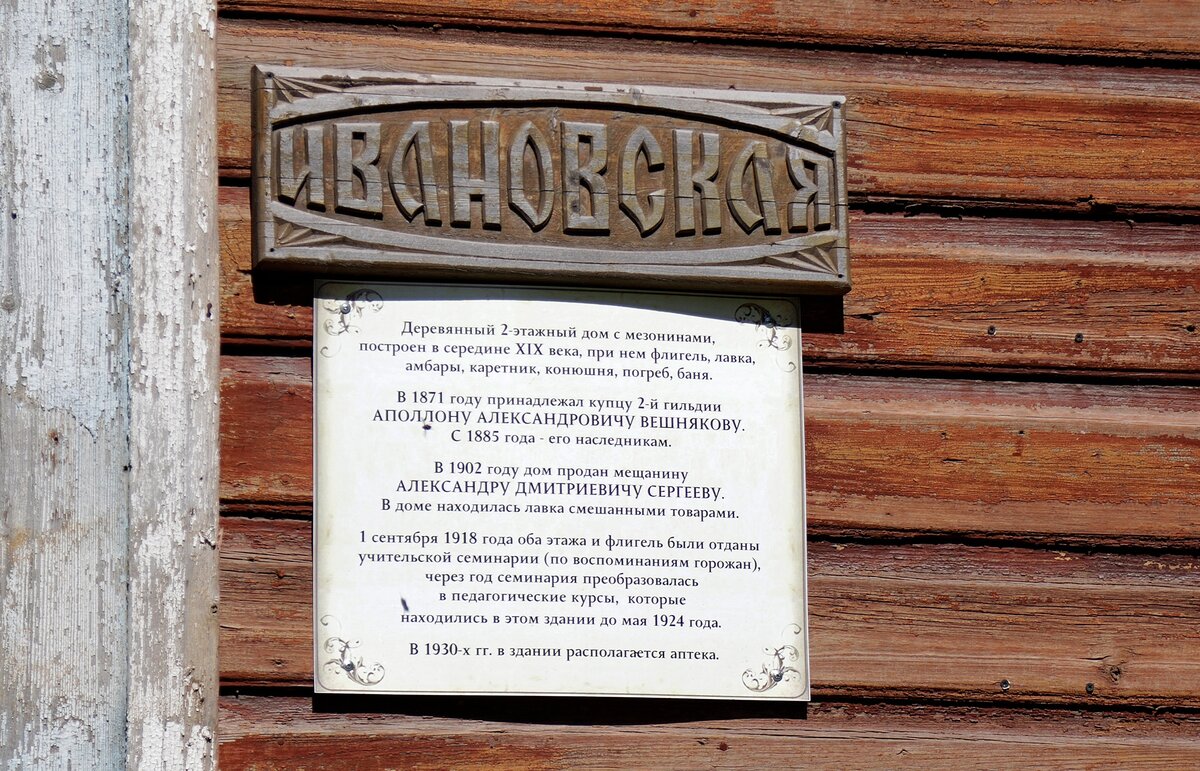 ИВАНОВСКАЯ
Деревянный 2-этажный дом с мезонинами,
построен в середине XIX века, при нем флигель, лавка,
амбары, каретник, конюшня, погреб, баня.
В 1871 году принадлежал купцу 2-й гильдии
АПОЛЛОНУ АЛЕКСАНДРОВИЧУ ВЕШНЯКОВУ.
С 1885 года - его наследникам.
В 1902 году дом продан мещанину
АЛЕКСАНДРУ ДМИТРИЕВИЧУ СЕРГЕЕВУ.
В доме находилась лавка смешанными товарами.
1 сентября 1918 года оба этажа и флигель были отданы
учительской семинарии (по воспоминаниям горожан),
через год семинария преобразовалась
в педагогические курсы, которые
находились в этом здании до мая 1924 года.
В 1930-х гг. в здании располагается аптека.